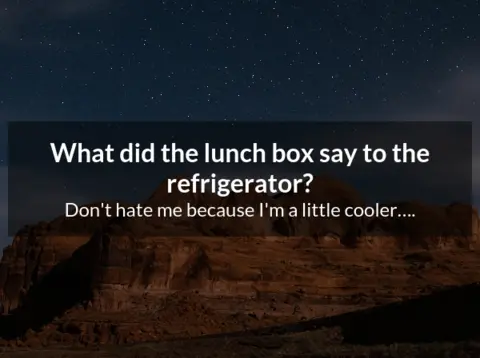 What did the lunch box say to the
refrigerator?
Don't hate me because I'm a little cooler....